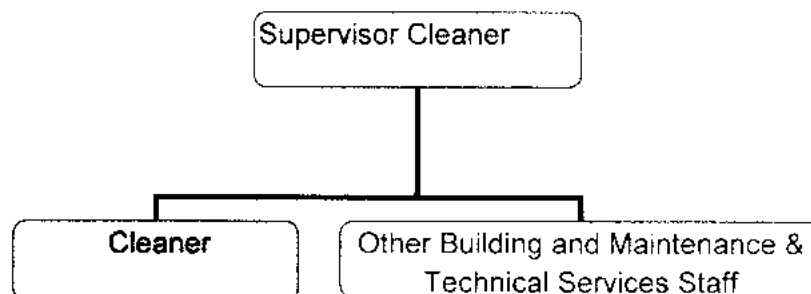 Supervisor Cleaner
Cleaner
Other Building and Maintenance &
Technical Services Staff